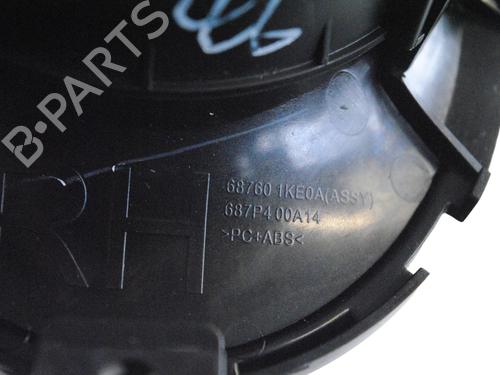 B-PARTS
RH
68760 1KE0A(ASSY)
687P4 00A14
>PC+ABS<